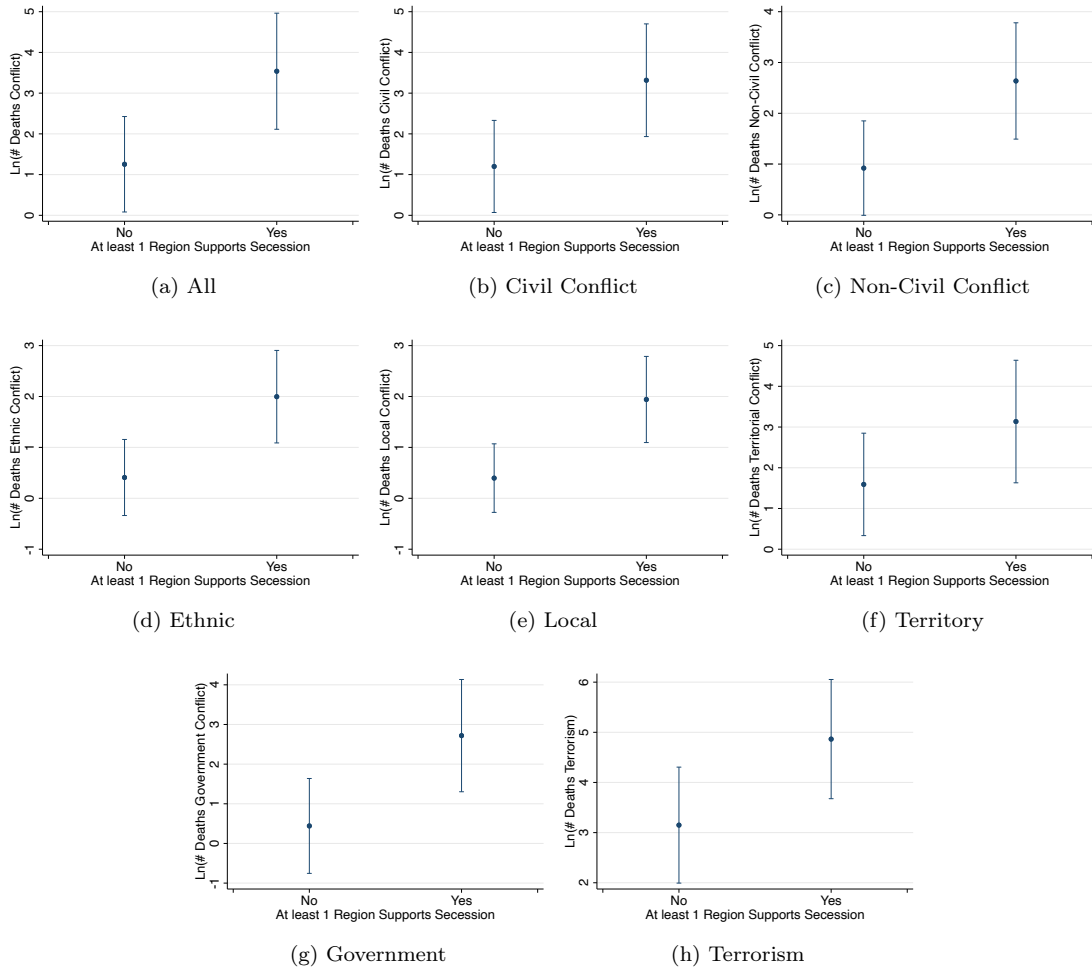 Ln(# Deaths Conflict)
0 1 2 3 4 5
No Yes
At least 1 Region Supports Secession
(a) All
Ln(# Deaths Civil Conflict)
0 1 2 3 4 5
No Yes
At least 1 Region Supports Secession
(b) Civil Conflict
Ln(# Deaths Non-Civil Conflict)
0 1 2 3 4
No Yes
At least 1 Region Supports Secession
(c) Non-Civil Conflict
Ln(# Deaths Ethnic Conflict)
-1 0 1 2 3
No Yes
At least 1 Region Supports Secession
(d) Ethnic
Ln(# Deaths Local Conflict)
-1 0 1 2 3
No Yes
At least 1 Region Supports Secession
(e) Local
Ln(# Deaths Territorial Conflict)
0 1 2 3 4 5
No Yes
At least 1 Region Supports Secession
(f) Territory
Ln(# Deaths Government Conflict)
-1 0 1 2 3 4
No Yes
At least 1 Region Supports Secession
(g) Government
Ln(# Deaths Terrorism)
2 3 4 5 6
No Yes
At least 1 Region Supports Secession
(h) Terrorism